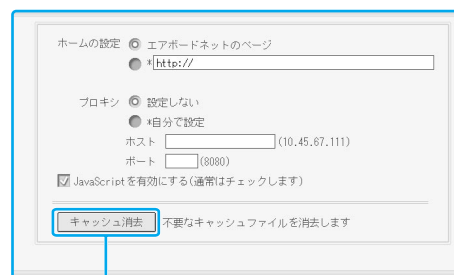 ホームの設定 エアボードネットのページ
*http://
プロキシ 設定しない
*自分で設定
ホスト (10.45.67.111)
ポート (8080)
JavaScriptを有効にする(通常はチェックします)
キャッシュ消去 不要なキャッシュファイルを消去します